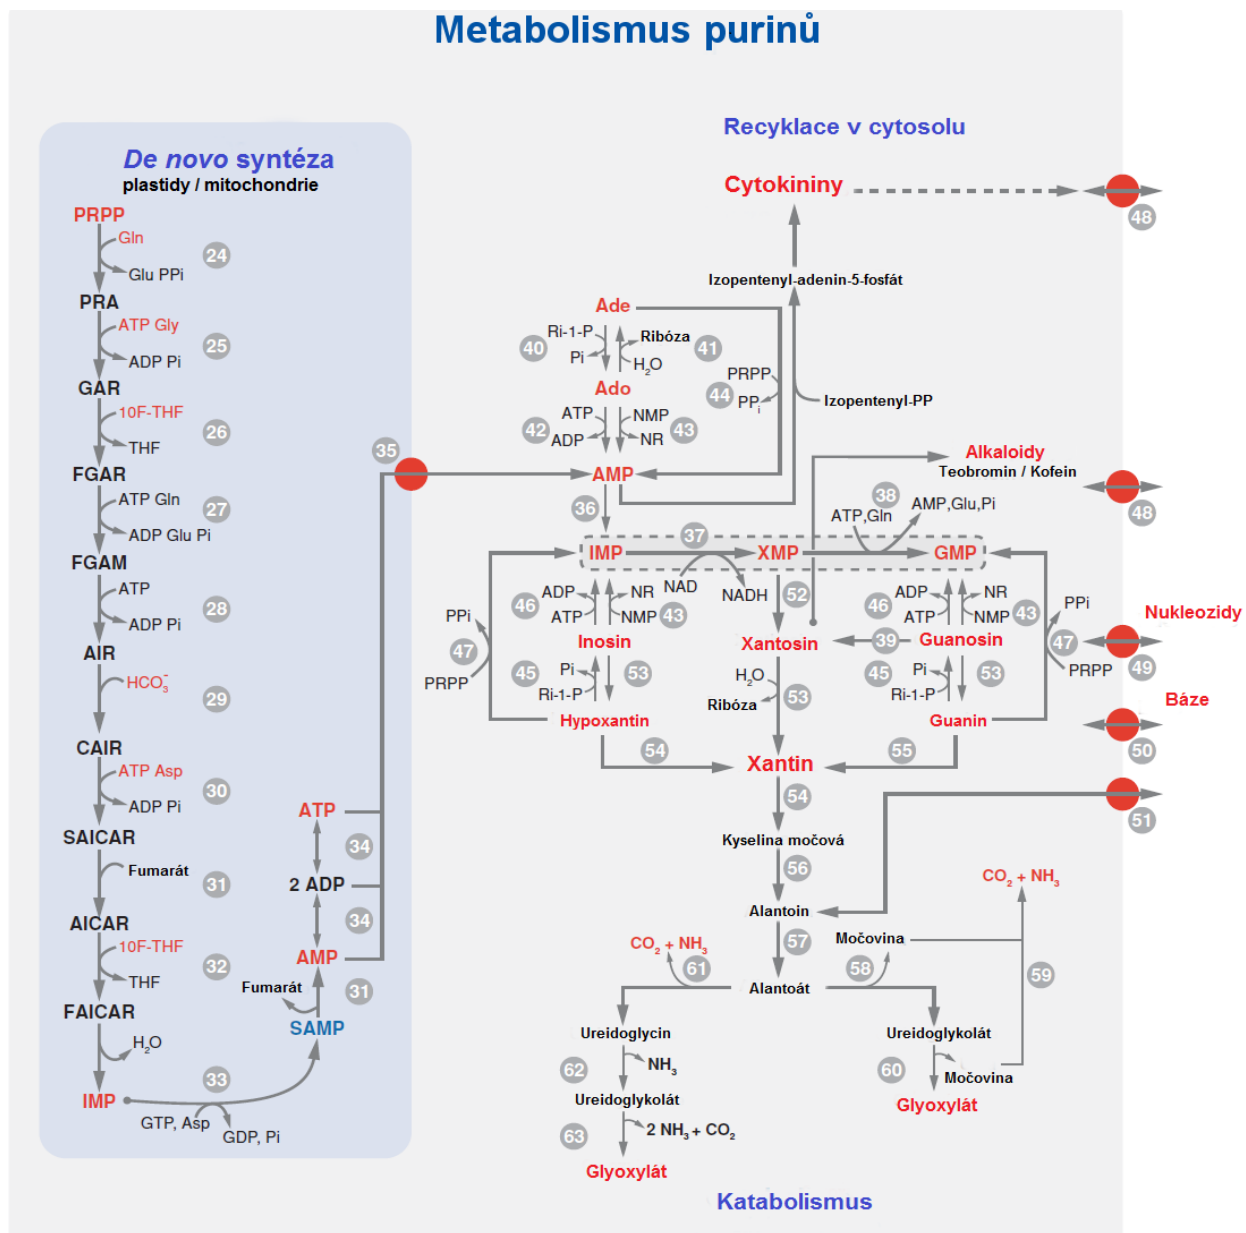 Metabolismus purinů
De novo syntéza
plastidy / mitochondrie
PRPP
Gln
24
Glu PPi
PRA
ATP Gly
25
ADP Pi
GAR
10F-THF
26
THF
FGAR
ATP Gln
27
ADP Glu Pi
FGAM
ATP
28
ADP Pi
AIR
HCO₃⁻
29
CAIR
ATP Asp
30
ADP Pi
SAICAR
Fumarát
31
AICAR
10F-THF
32
THF
FAICAR
H₂O
IMP
33
GTP, Asp
GDP, Pi
SAMP
Fumarát
31
AMP
34
2 ADP
34
ATP
35
Recyklace v cytosolu
Cytokininy
48
Izopentenyl-adenin-5-fosfát
Ade
40
Ri-1-P
Pi
Ribóza
H₂O
41
44
PRPP
PPᵢ
Izopentenyl-PP
Ado
42
ATP
ADP
NMP
NR
43
AMP
36
Alkaloidy
Teobromin / Kofein
48
38
ATP,Gln
AMP,Glu,Pi
IMP
37
XMP
GMP
NAD
NADH
52
46
ADP
ATP
NR
NMP
43
46
ADP
ATP
NR
NMP
43
PPi
47
PRPP
PPi
47
PRPP
Nukleozidy
49
Inosin
Xantosin
39
Guanosin
45
Pi
Ri-1-P
53
H₂O
Ribóza
53
45
Pi
Ri-1-P
53
Báze
50
Hypoxantin
Guanin
54
Xantin
55
54
51
Kyselina močová
56
Alantoin
57
CO₂ + NH₃
CO₂ + NH₃
Močovina
61
58
59
Alantoát
Ureidoglycin
Ureidoglykolát
62
NH₃
60
Močovina
Ureidoglykolát
Glyoxylát
63
2 NH₃ + CO₂
Glyoxylát
Katabolismus